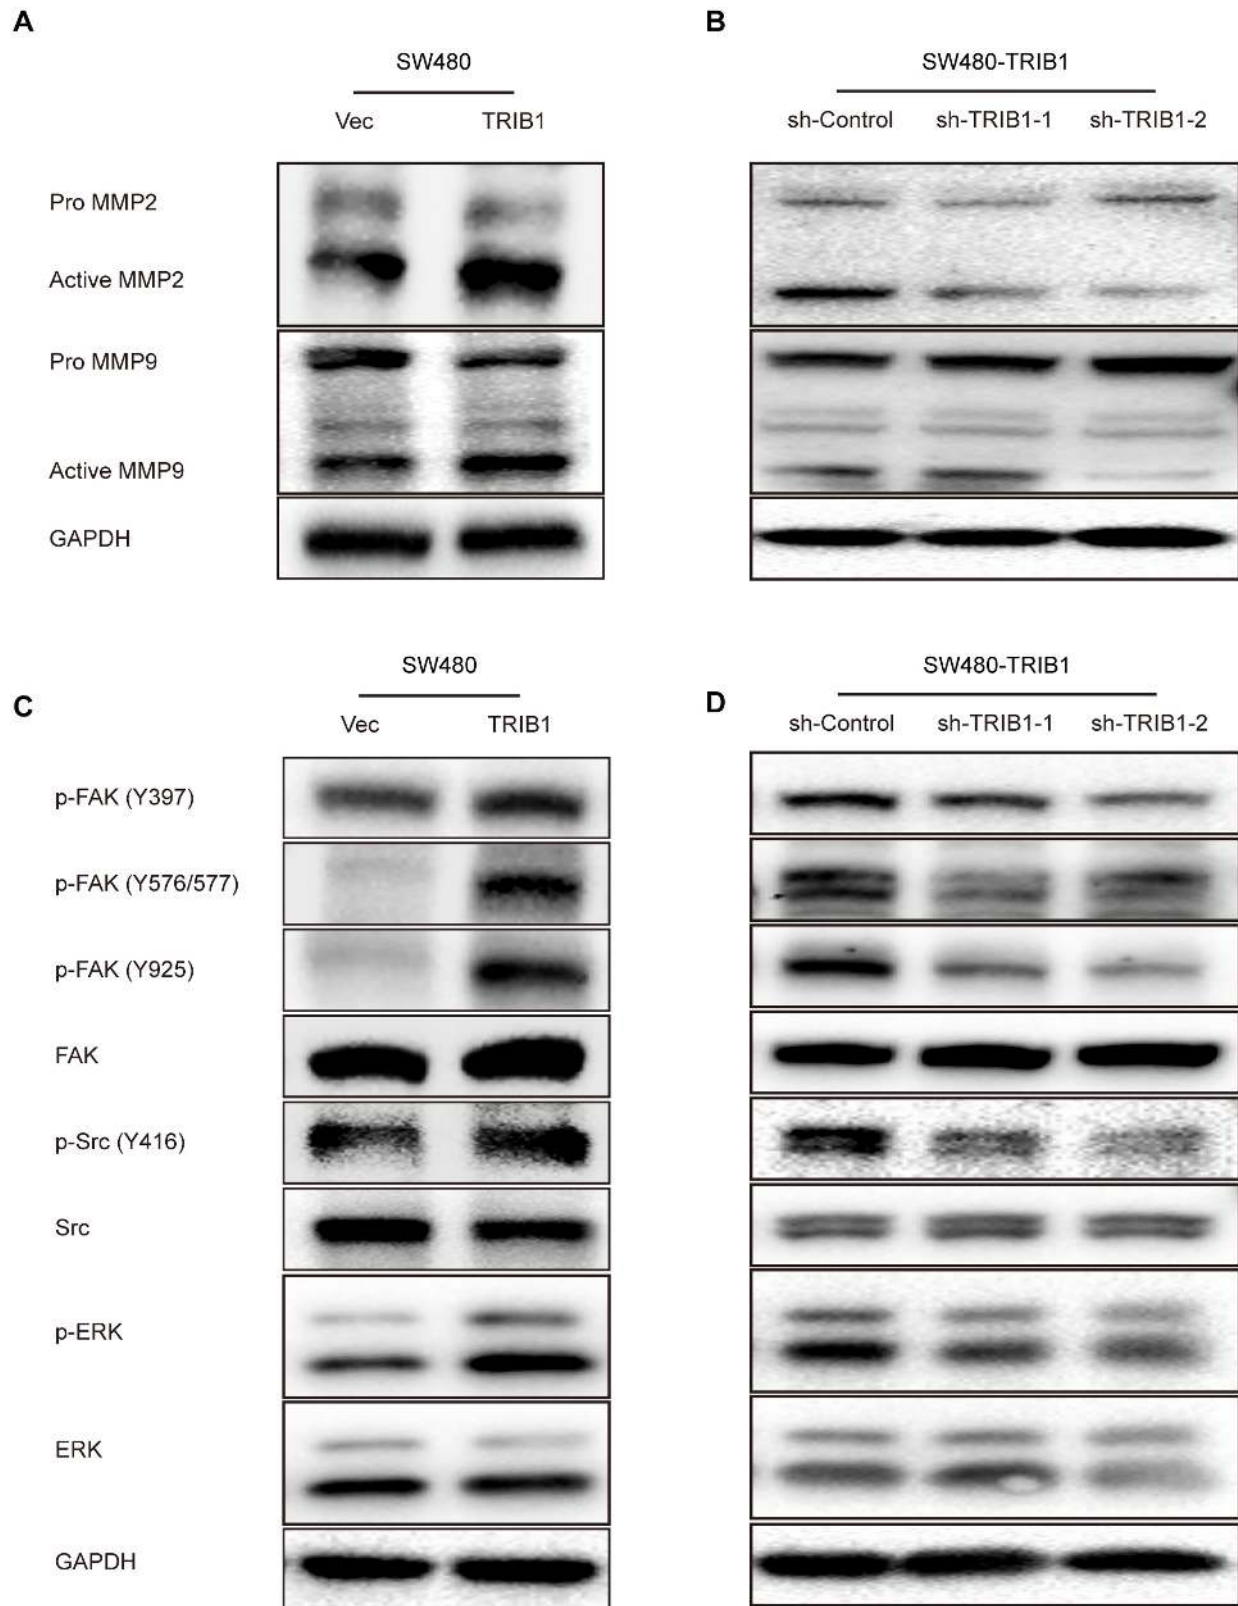 A
B
SW480
SW480-TRIB1
Vec TRIB1
sh-Control sh-TRIB1-1 sh-TRIB1-2
Pro MMP2
Active MMP2
Pro MMP9
Active MMP9
GAPDH
C
D
SW480
SW480-TRIB1
Vec TRIB1
sh-Control sh-TRIB1-1 sh-TRIB1-2
p-FAK (Y397)
p-FAK (Y576/577)
p-FAK (Y925)
FAK
p-Src (Y416)
Src
p-ERK
ERK
GAPDH